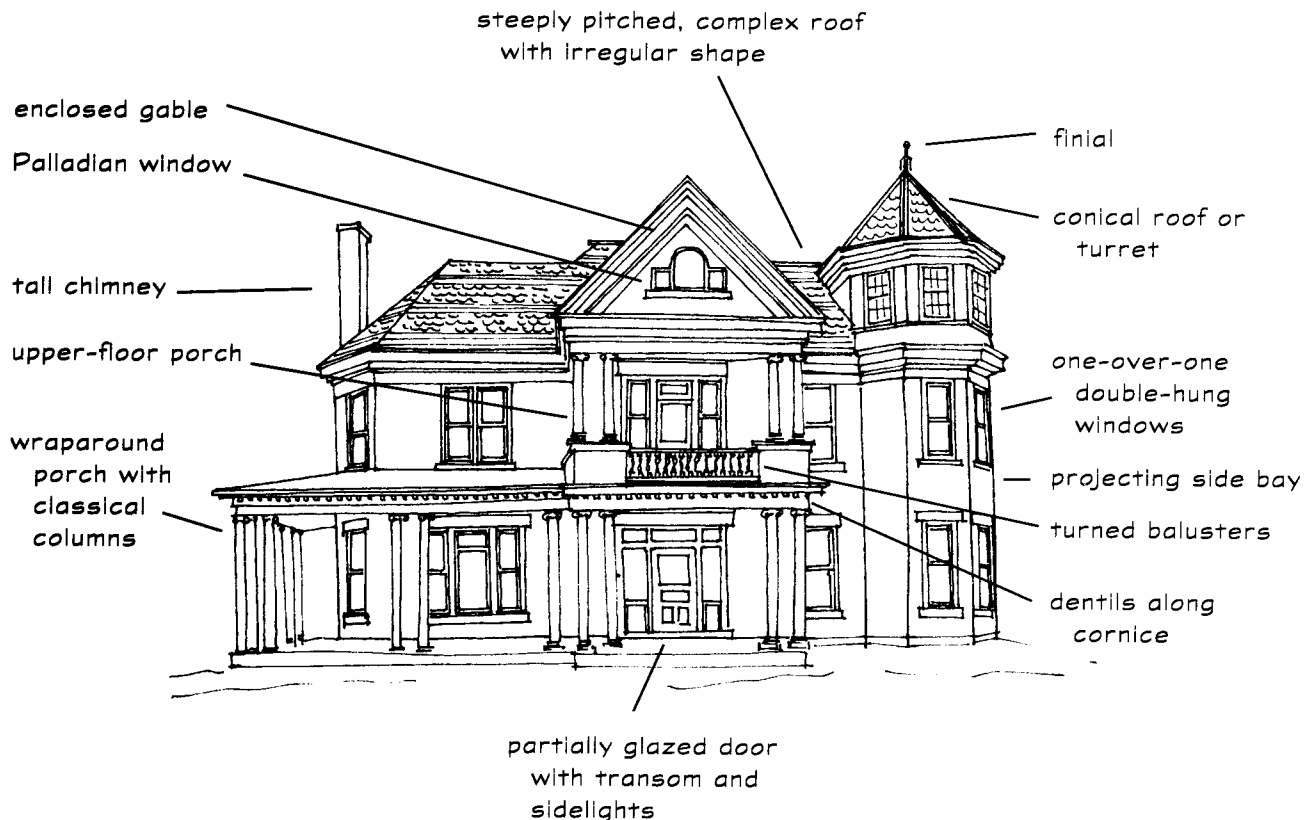 steeply pitched, complex roof
with irregular shape
enclosed gable
Palladian window
tall chimney
upper-floor porch
wraparound
porch with
classical
columns
finial
conical roof or
turret
one-over-one
double-hung
windows
projecting side bay
turned balusters
dentils along
cornice
partially glazed door
with transom and
sidelights